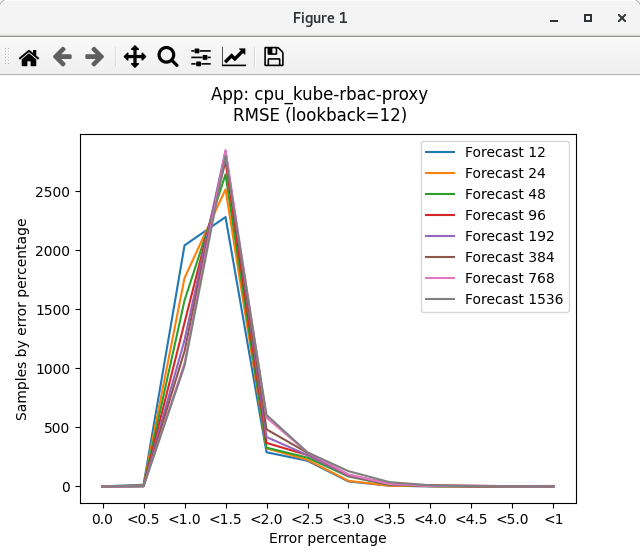 Figure 1
App: cpu_kube-rbac-proxy
RMSE (lookback=12)
Samples by error percentage
2500
2000
1500
1000
500
0
Forecast 12
Forecast 24
Forecast 48
Forecast 96
Forecast 192
Forecast 384
Forecast 768
Forecast 1536
0.0 <0.5 <1.0 <1.5 <2.0 <2.5 <3.0 <3.5 <4.0 <4.5 <5.0 <1
Error percentage